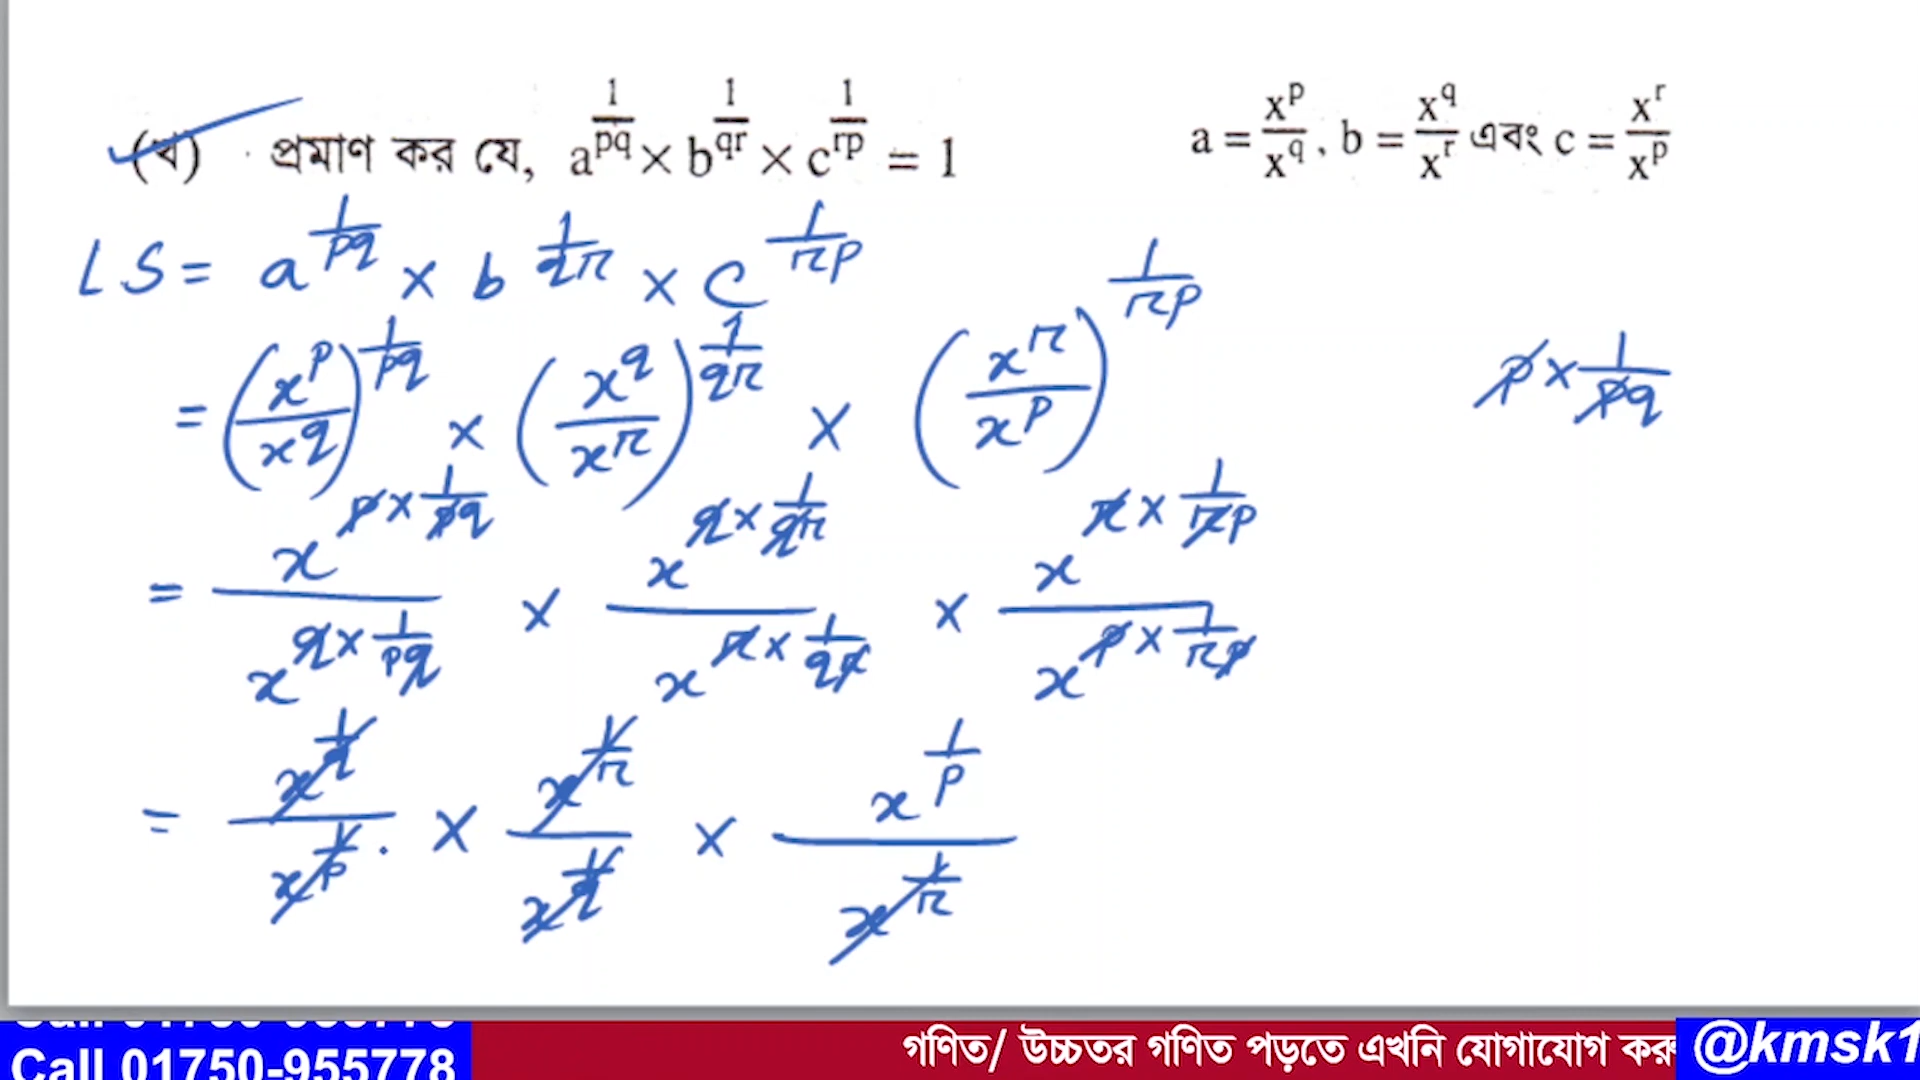 (খ) প্রমাণ কর যে, a^{1/pq} × b^{1/qr} × c^{1/rp} = 1 a = x^p/x^q, b = x^q/x^r এবং c = x^r/x^p
LS = a^{1/pq} × b^{1/qr} × c^{1/rp}
= (x^p/x^q)^{1/pq} × (x^q/x^r)^{1/qr} × (x^r/x^p)^{1/rp} p × 1/pq
= x^{p × 1/pq}/x^{q × 1/pq} × x^{q × 1/qr}/x^{r × 1/qr} × x^{r × 1/rp}/x^{p × 1/rp}
= x^{1/q}/x^{1/p} × x^{1/r}/x^{1/q} × x^{1/p}/x^{1/r}
Call 01750-955778 গণিত/ উচ্চতর গণিত পড়তে এখনি যোগাযোগ করু @kmsk1